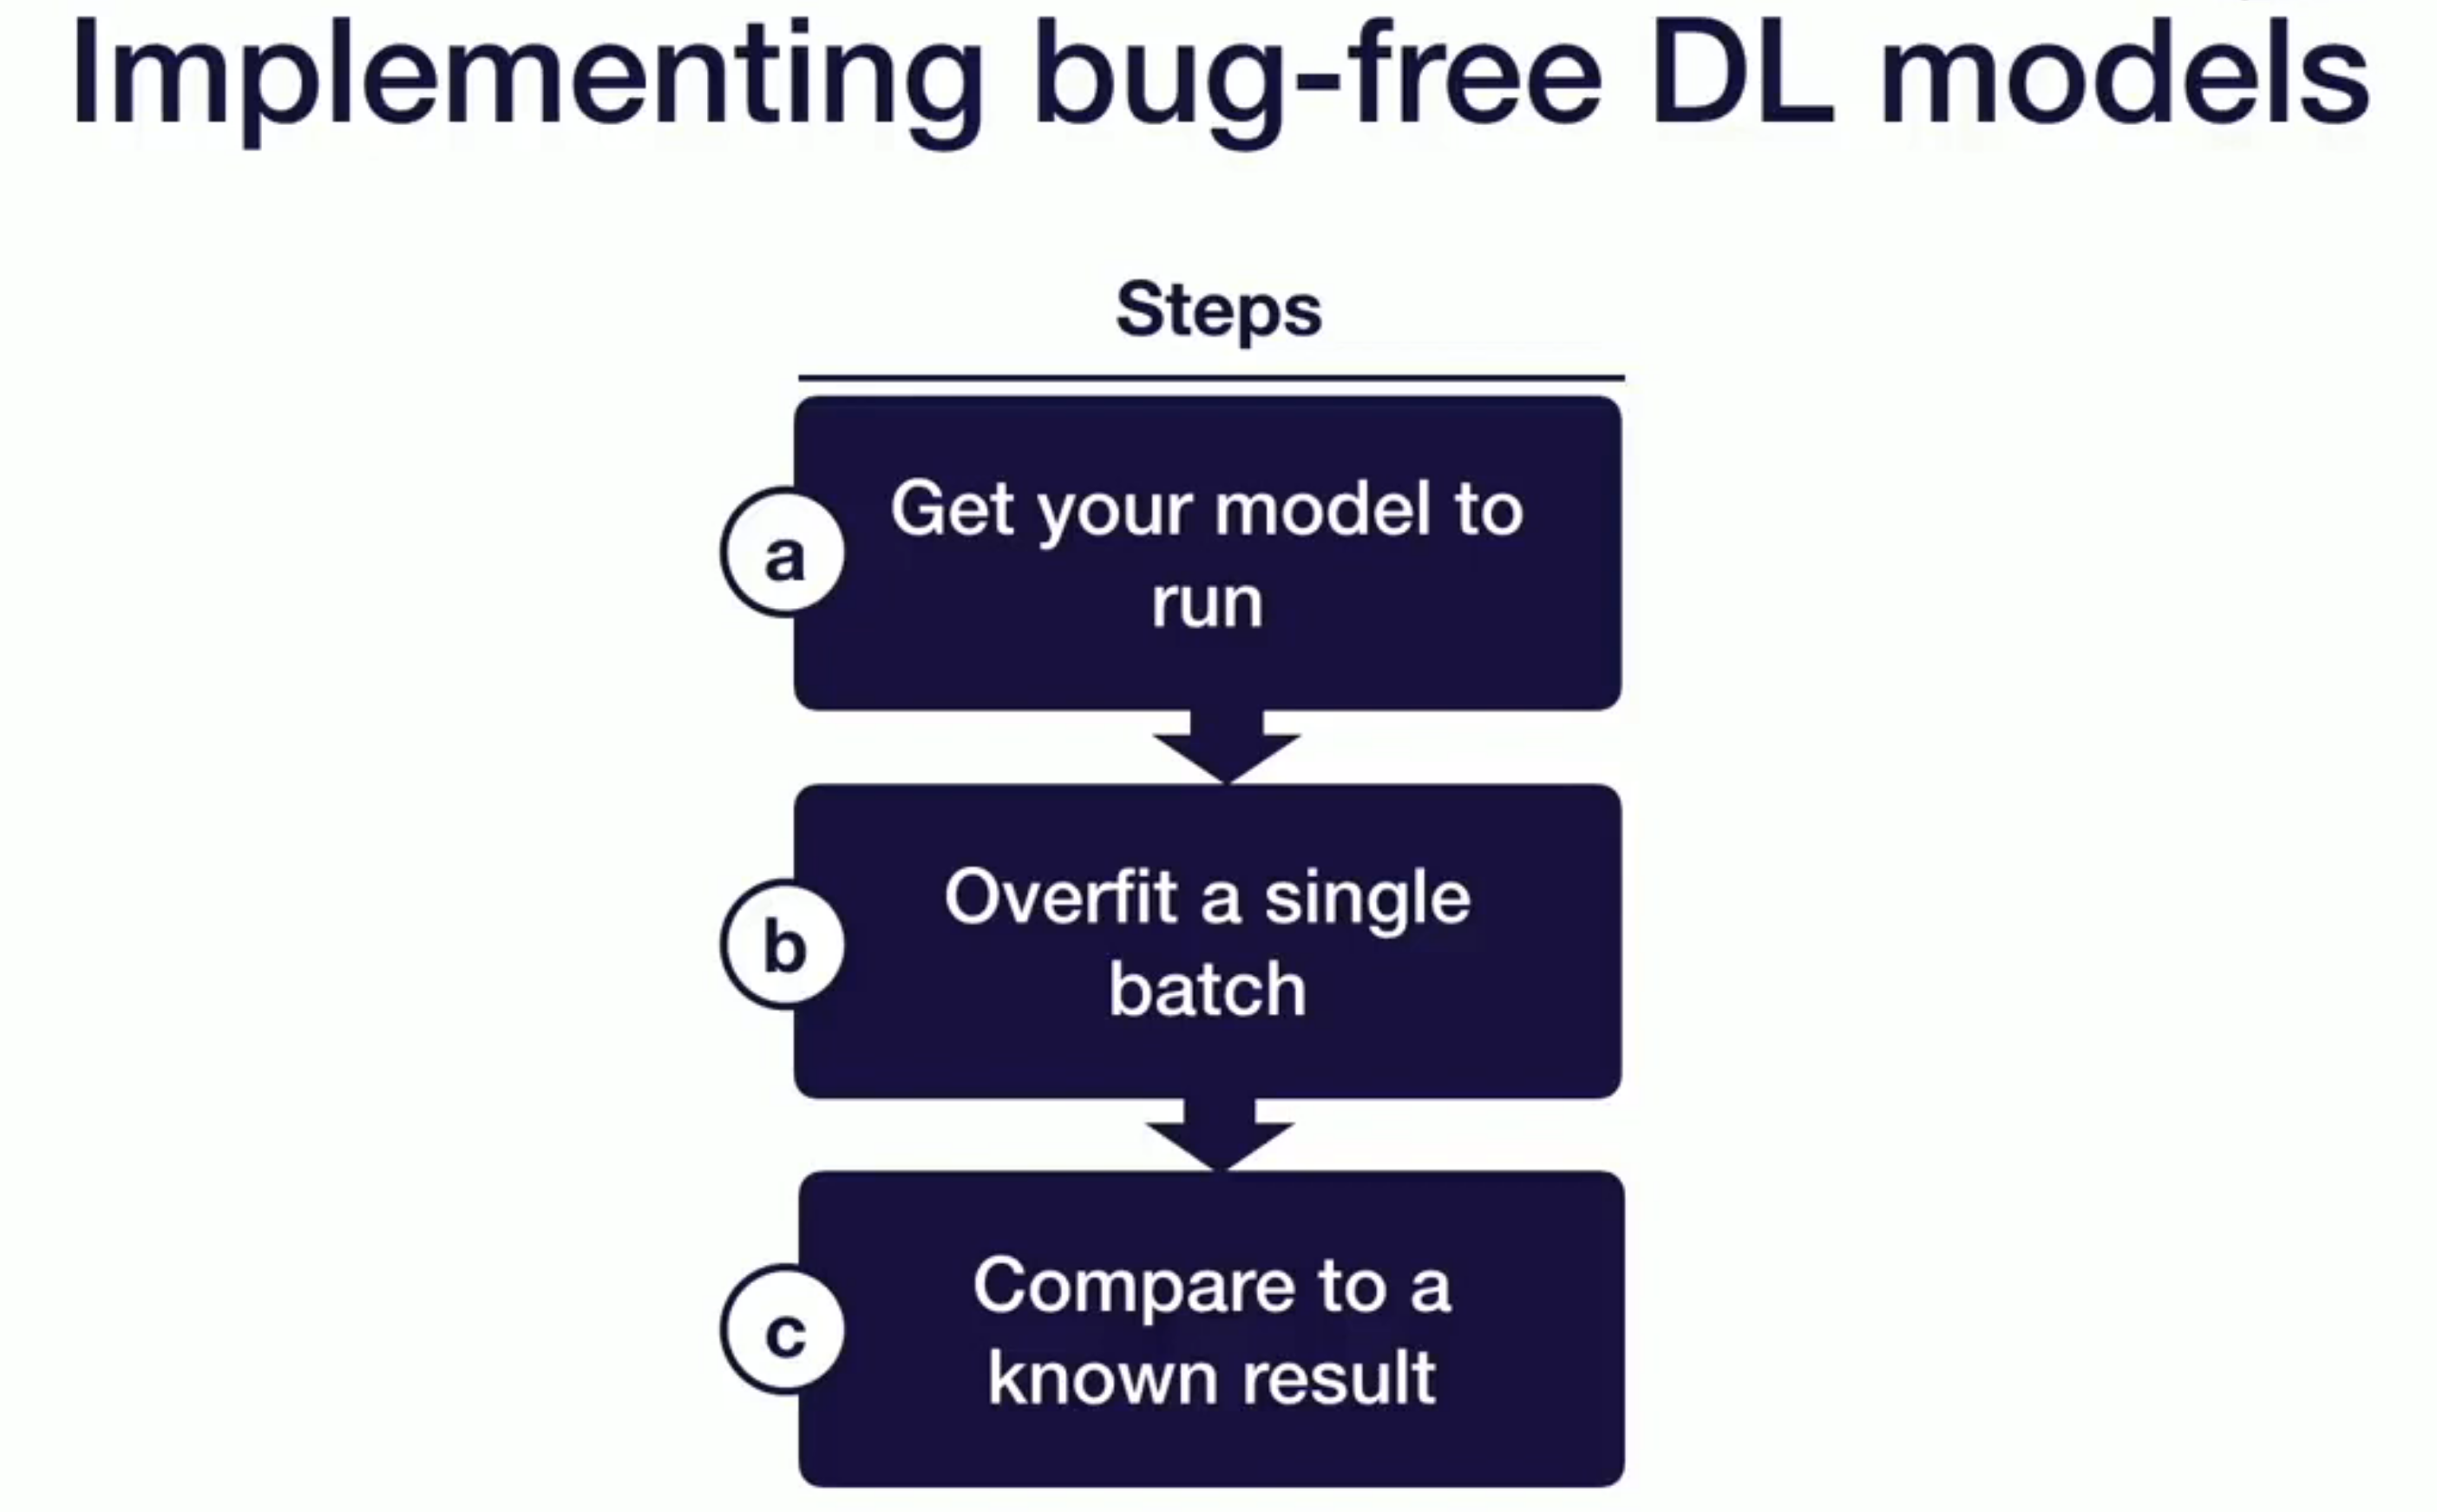 Implementing bug-free DL models
Steps
a
Get your model to
run
b
Overfit a single
batch
c
Compare to a
known result